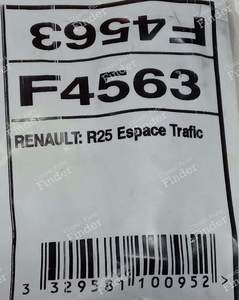 F4563
F4563
RENAULT: R25 Espace Trafic
3 329581 100952 >